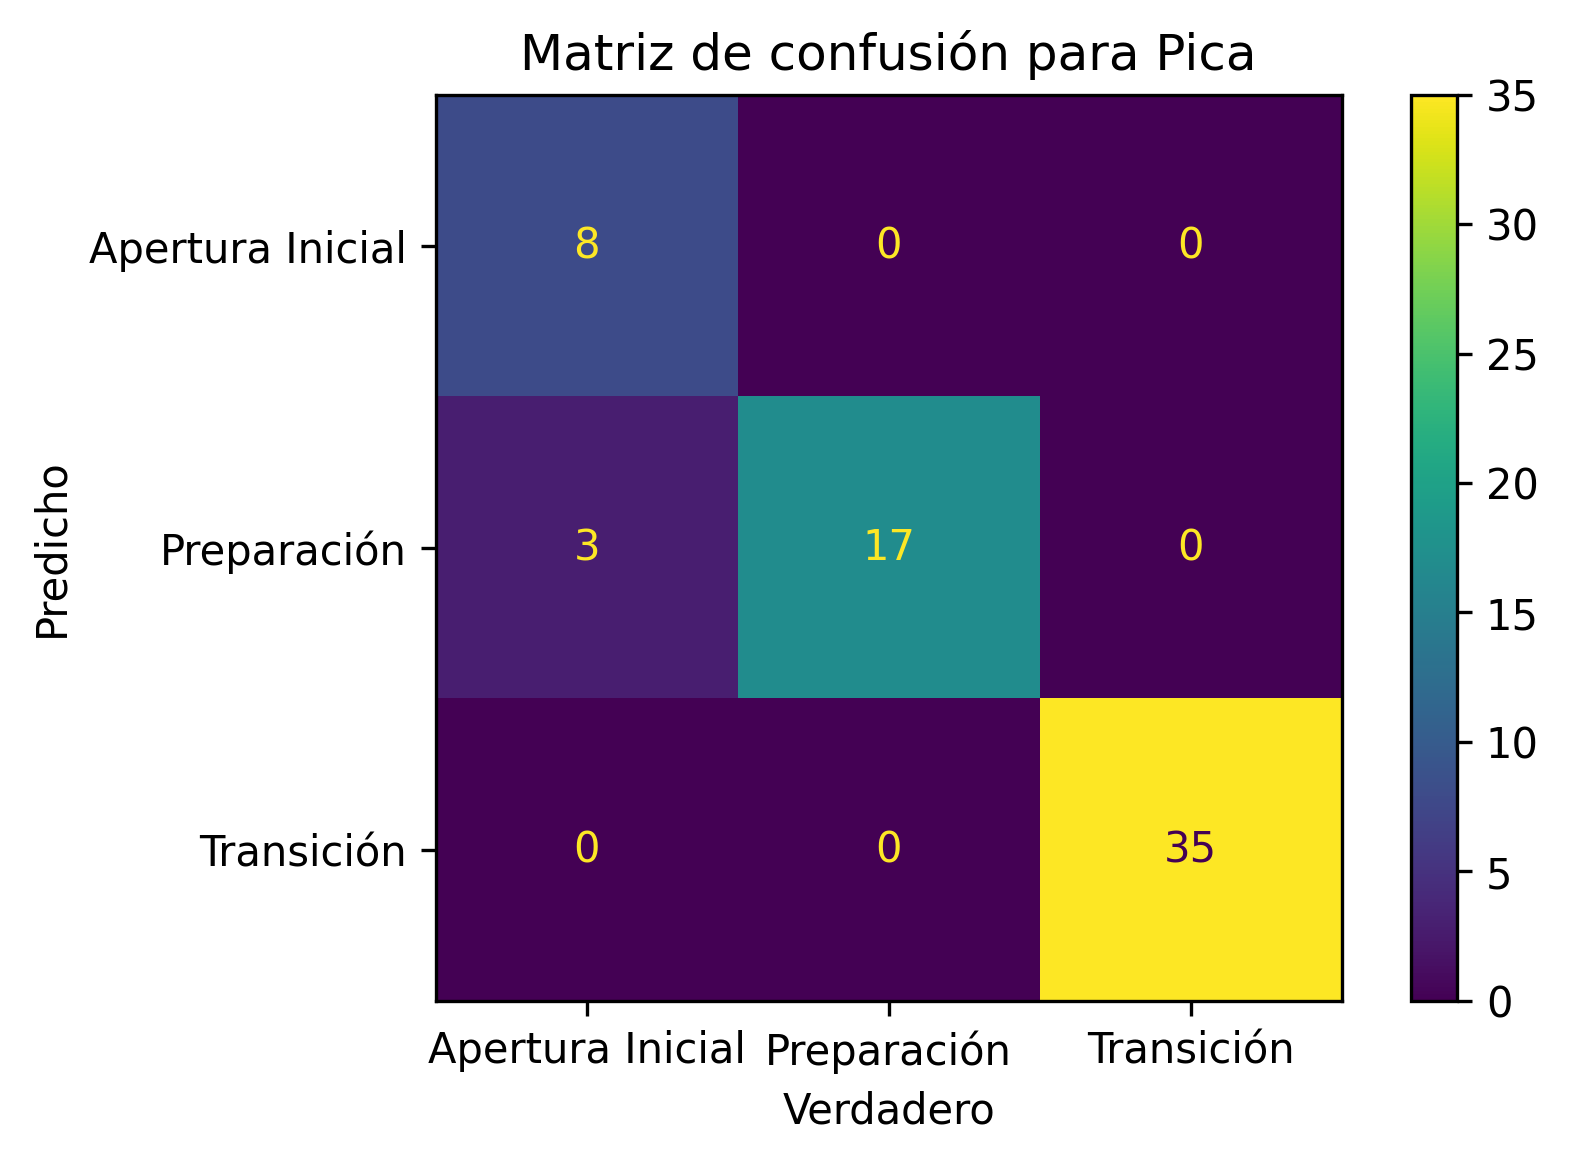 Matriz de confusión para Pica
Apertura Inicial
8 0 0
Preparación
3 17 0
Transición
0 0 35
Predicho
Apertura Inicial Preparación Transición
Verdadero
35
30
25
20
15
10
5
0